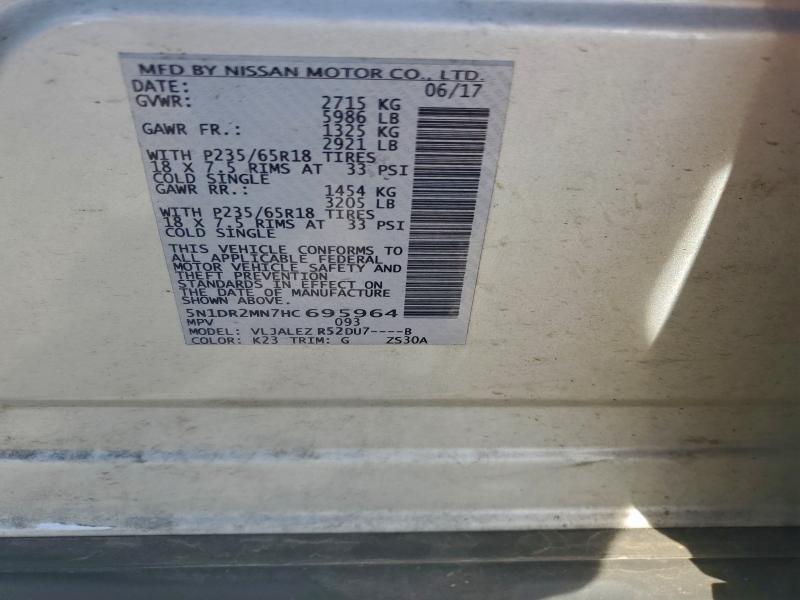 MFD BY NISSAN MOTOR CO., LTD.
DATE: 06/17
GVWR: 2715 KG
5986 LB
GAWR FR.: 1325 KG
2921 LB
WITH P235/65R18 TIRES
18 X 7.5 RIMS AT 33 PSI
COLD SINGLE
GAWR RR.: 1454 KG
3205 LB
WITH P235/65R18 TIRES
18 X 7.5 RIMS AT 33 PSI
COLD SINGLE
THIS VEHICLE CONFORMS TO
ALL APPLICABLE FEDERAL
MOTOR VEHICLE SAFETY AND
THEFT PREVENTION
STANDARDS IN EFFECT ON
THE DATE OF MANUFACTURE
SHOWN ABOVE.
5N1DR2MN7HC 695964
MPV 093
MODEL: VLJALEZ R52DU7----B
COLOR: K23 TRIM: G ZS30A